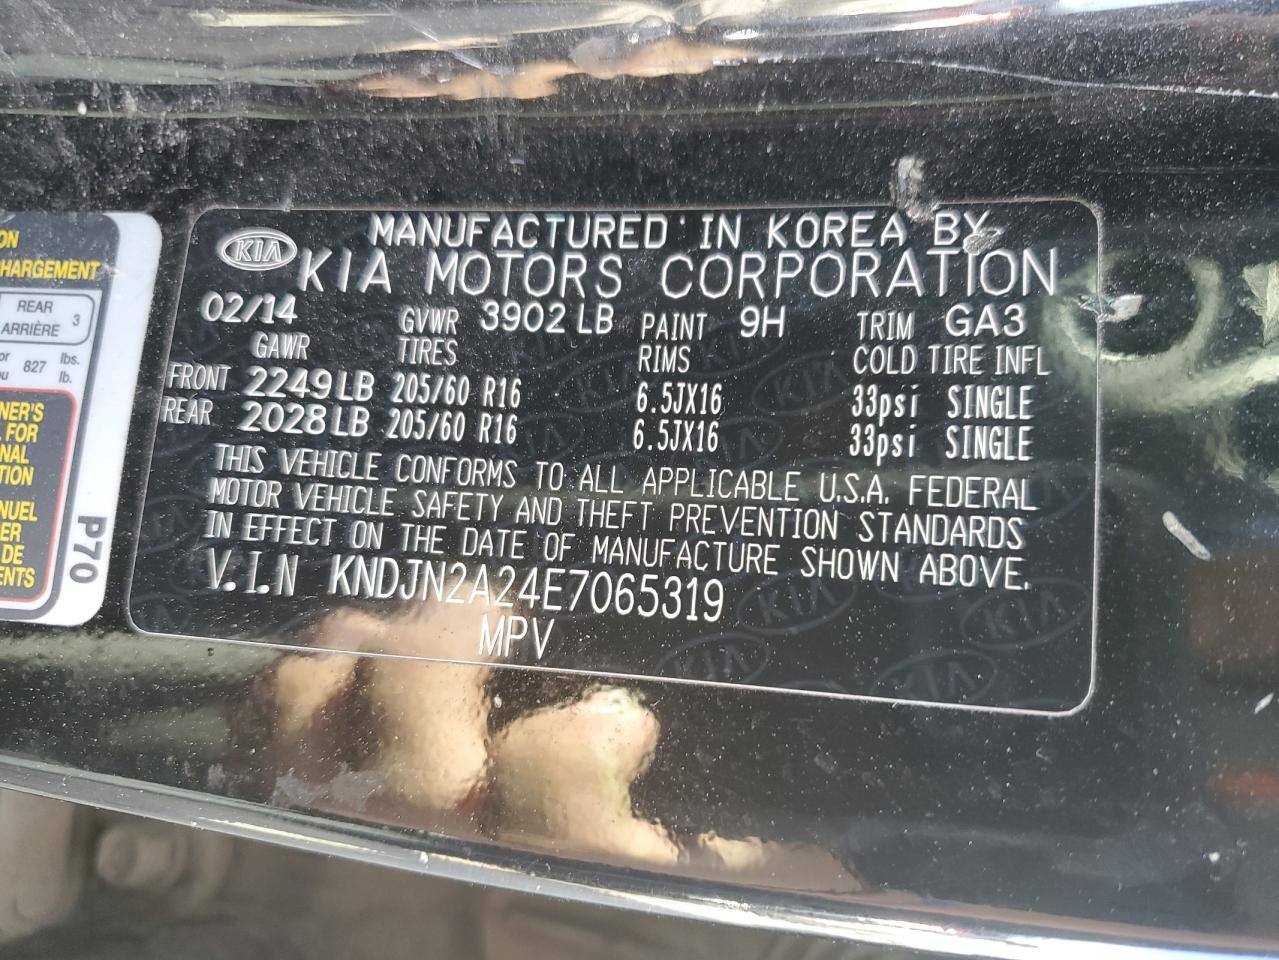 ON
CHARGEMENT
REAR
ARRIÈRE 3
or 827 lbs.
lb.
NER'S
L FOR
NAL
TION
NUEL
ER
DE
ENTS
P70
MANUFACTURED IN KOREA BY
KIA KIA MOTORS CORPORATION
02/14 GVWR 3902 LB PAINT 9H TRIM GA3
GAWR TIRES RIMS COLD TIRE INFL
FRONT 2249 LB 205/60 R16 6.5JX16 33psi SINGLE
REAR 2028 LB 205/60 R16 6.5JX16 33psi SINGLE
THIS VEHICLE CONFORMS TO ALL APPLICABLE U.S.A. FEDERAL
MOTOR VEHICLE SAFETY AND THEFT PREVENTION STANDARDS
IN EFFECT ON THE DATE OF MANUFACTURE SHOWN ABOVE.
V.I.N KNDJN2A24E7065319
MPV